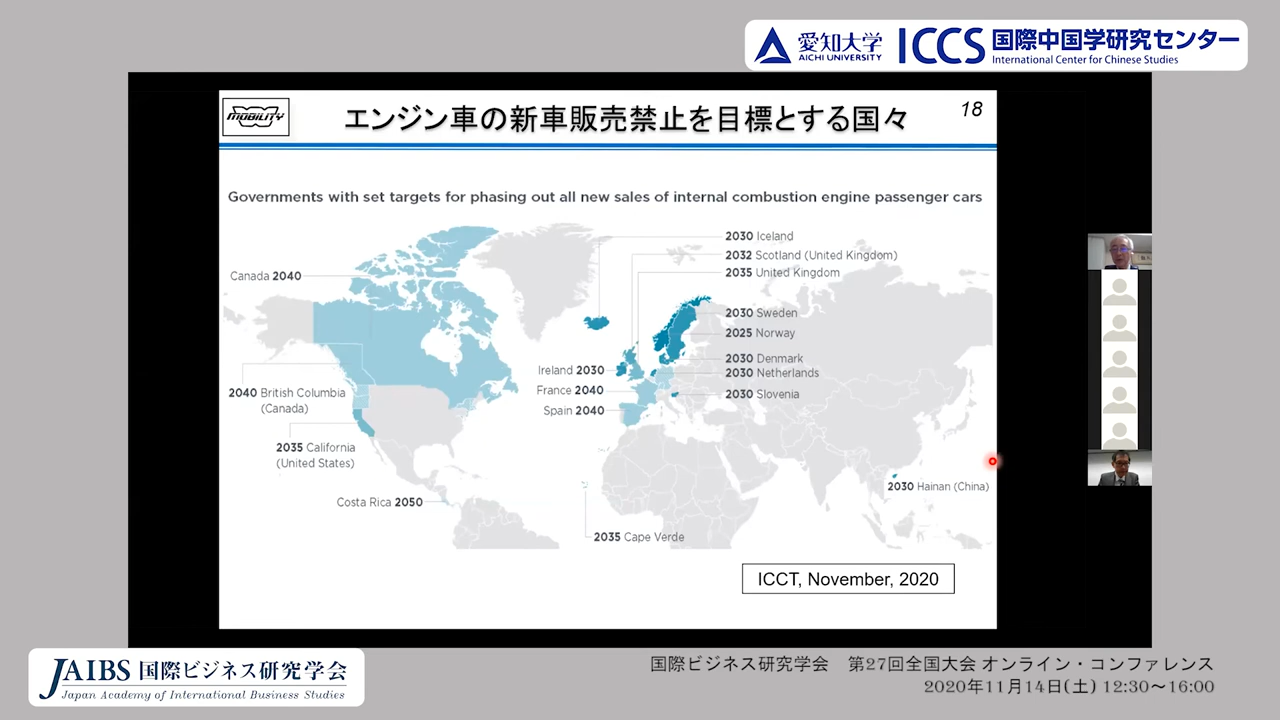 愛知大学
AICHI UNIVERSITY
ICCS 国際中国学研究センター
International Center for Chinese Studies
MOBILITY
エンジン車の新車販売禁止を目標とする国々
18
Governments with set targets for phasing out all new sales of internal combustion engine passenger cars
2030 Iceland
2032 Scotland (United Kingdom)
2035 United Kingdom
Canada 2040
2030 Sweden
2025 Norway
2030 Denmark
2030 Netherlands
2030 Slovenia
Ireland 2030
France 2040
Spain 2040
2040 British Columbia
(Canada)
2035 California
(United States)
Costa Rica 2050
2035 Cape Verde
2030 Hainan (China)
ICCT, November, 2020
JAIBS 国際ビジネス研究学会
Japan Academy of International Business Studies
国際ビジネス研究学会 第27回全国大会 オンライン・コンファレンス
2020年11月14日(土) 12:30～16:00